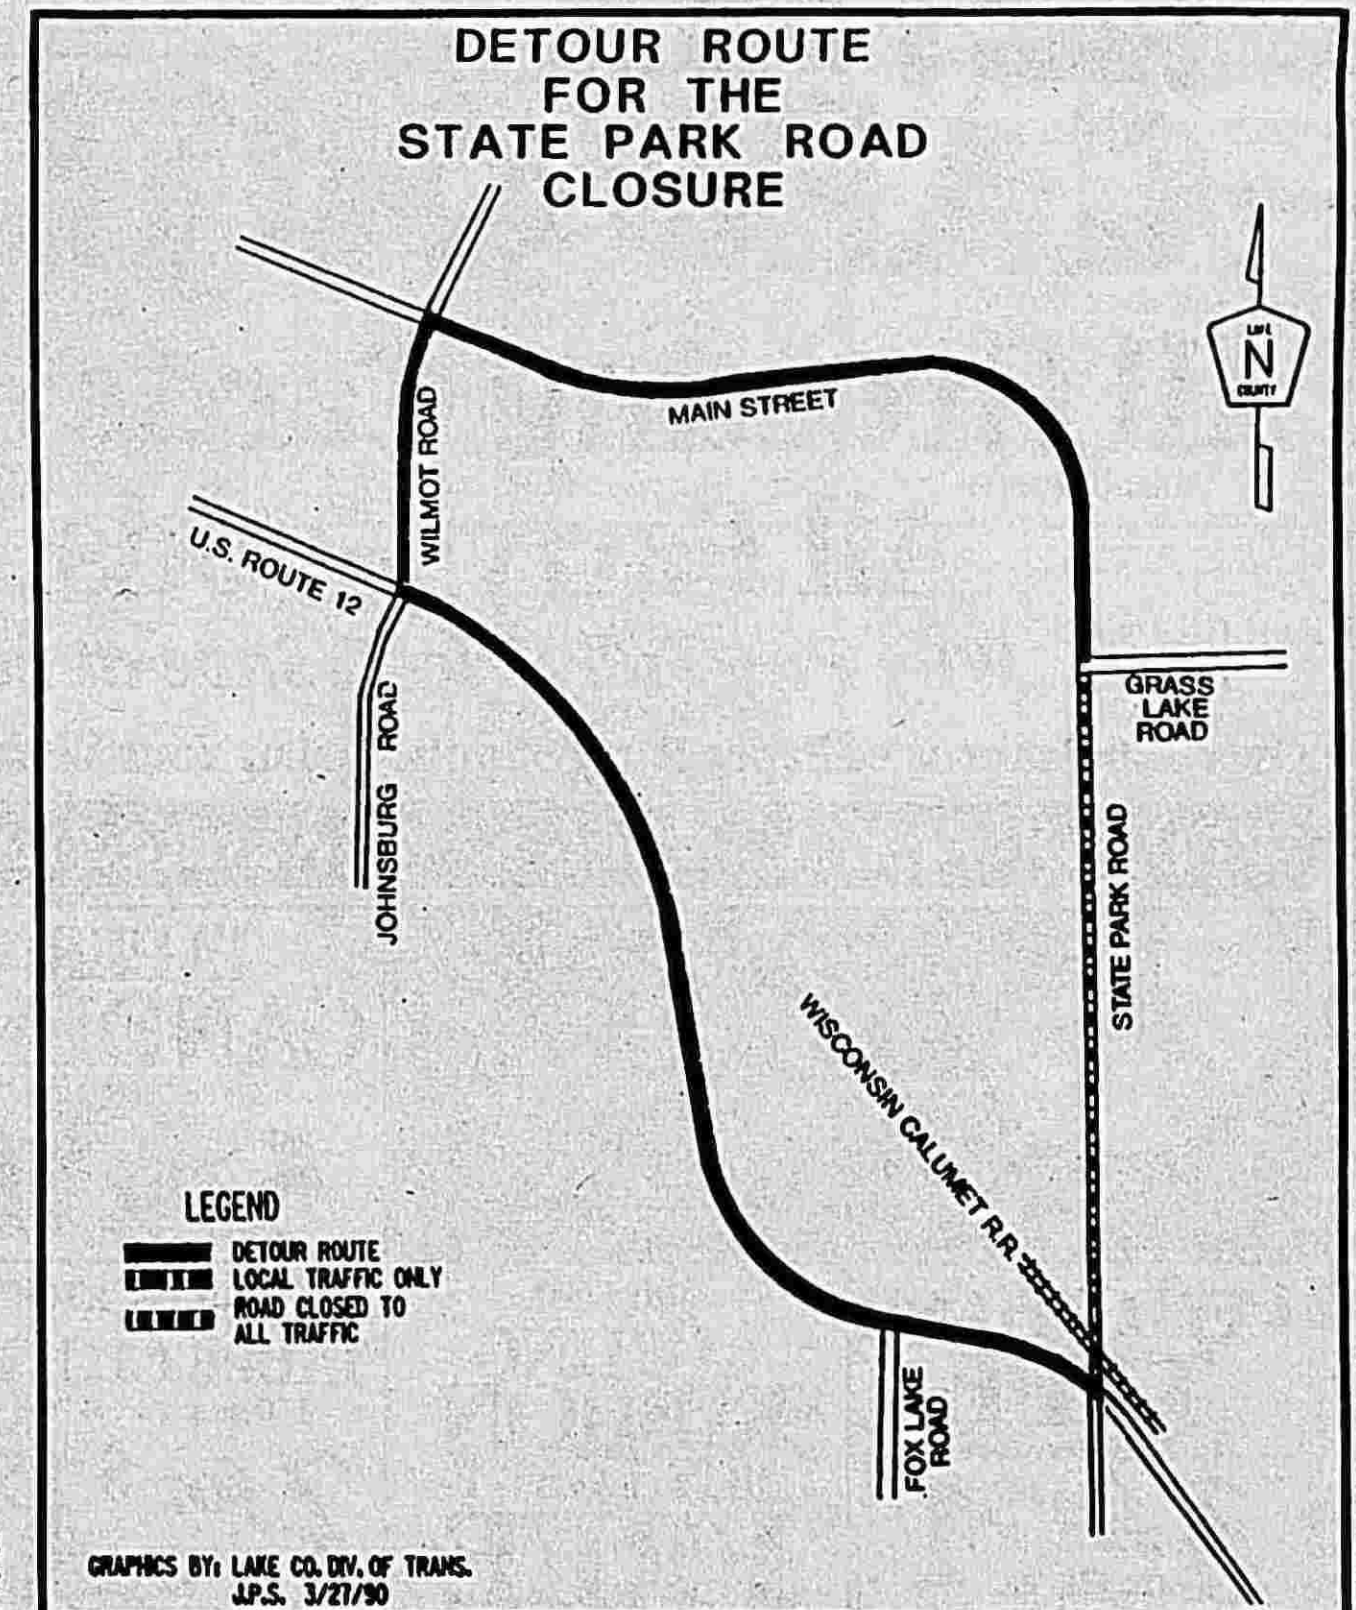 DETOUR ROUTE
FOR THE
STATE PARK ROAD
CLOSURE
LAKE
N
COUNTY
MAIN STREET
WILMOT ROAD
U.S. ROUTE 12
GRASS
LAKE
ROAD
JOHNSBURG ROAD
STATE PARK ROAD
WISCONSIN CALUMET R.R.
LEGEND
DETOUR ROUTE
LOCAL TRAFFIC ONLY
ROAD CLOSED TO
ALL TRAFFIC
FOX LAKE
ROAD
GRAPHICS BY: LAKE CO. DIV. OF TRANS.
J.P.S. 3/27/90